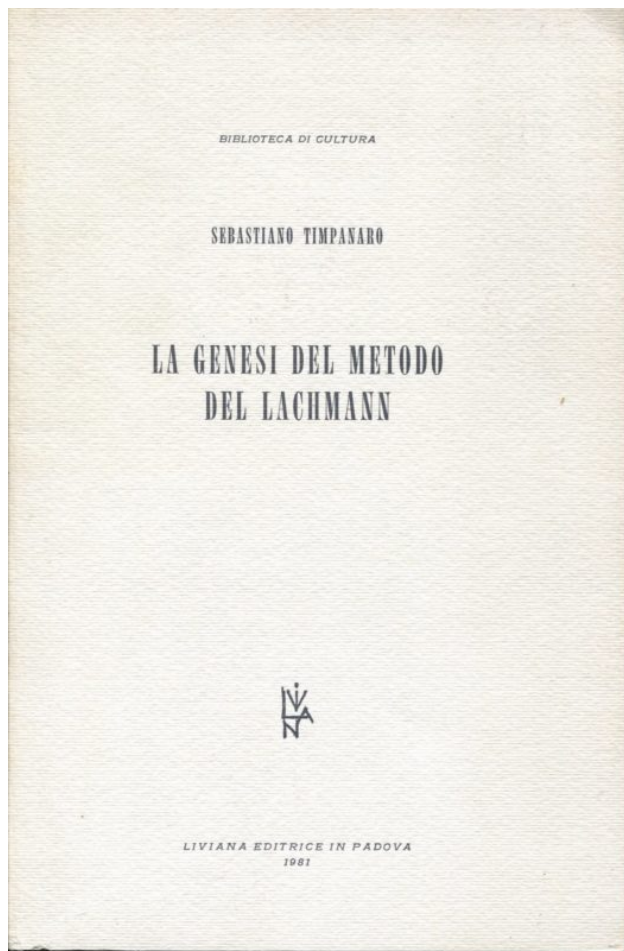 BIBLIOTECA DI CULTURA
SEBASTIANO TIMPANARO
LA GENESI DEL METODO
DEL LACHMANN
LIVIANA EDITRICE IN PADOVA
1981